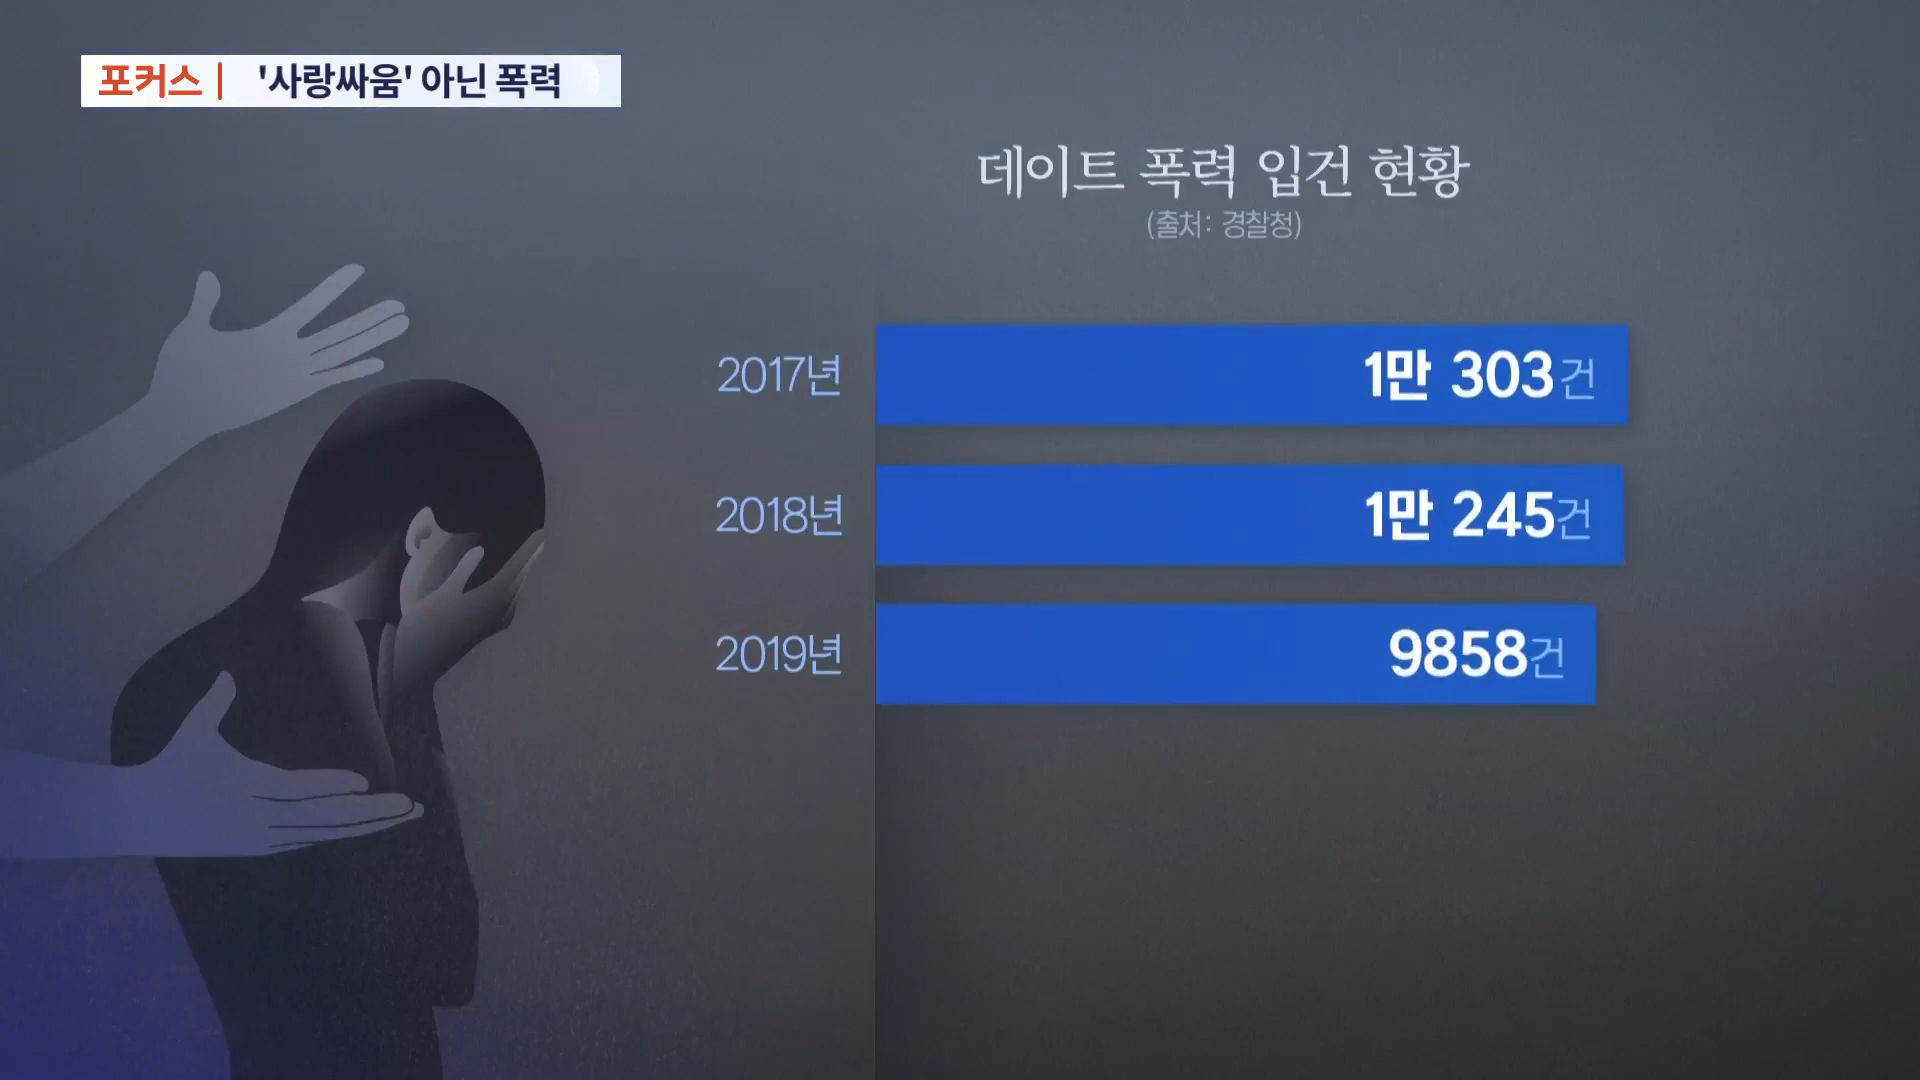 포커스 | '사랑싸움' 아닌 폭력
데이트 폭력 입건 현황
(출처: 경찰청)
2017년 1만 303건
2018년 1만 245건
2019년 9858건